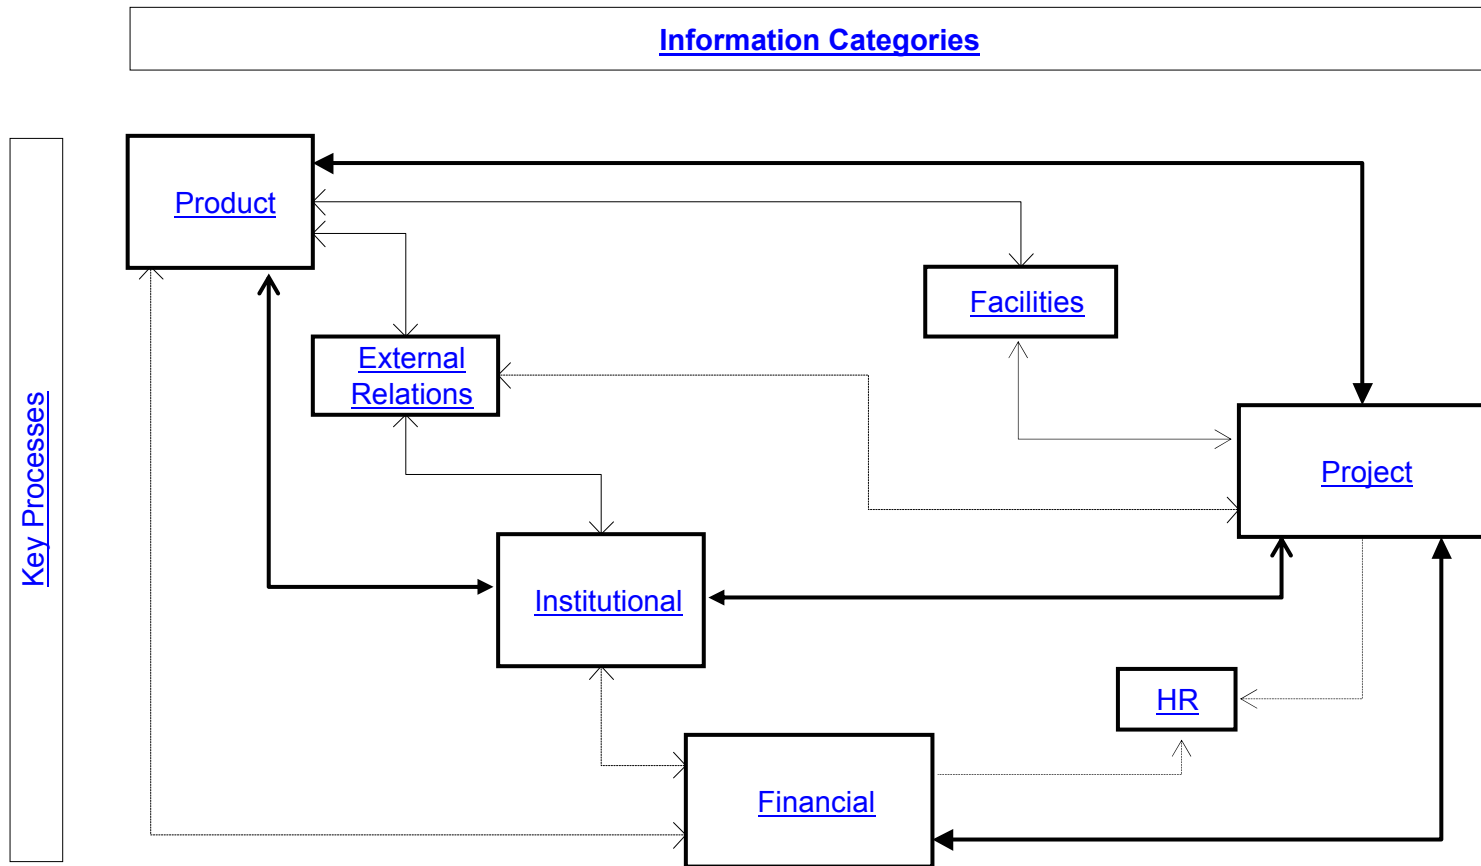 Information Categories
Key Processes
Product
Facilities
External
Relations
Project
Institutional
HR
Financial